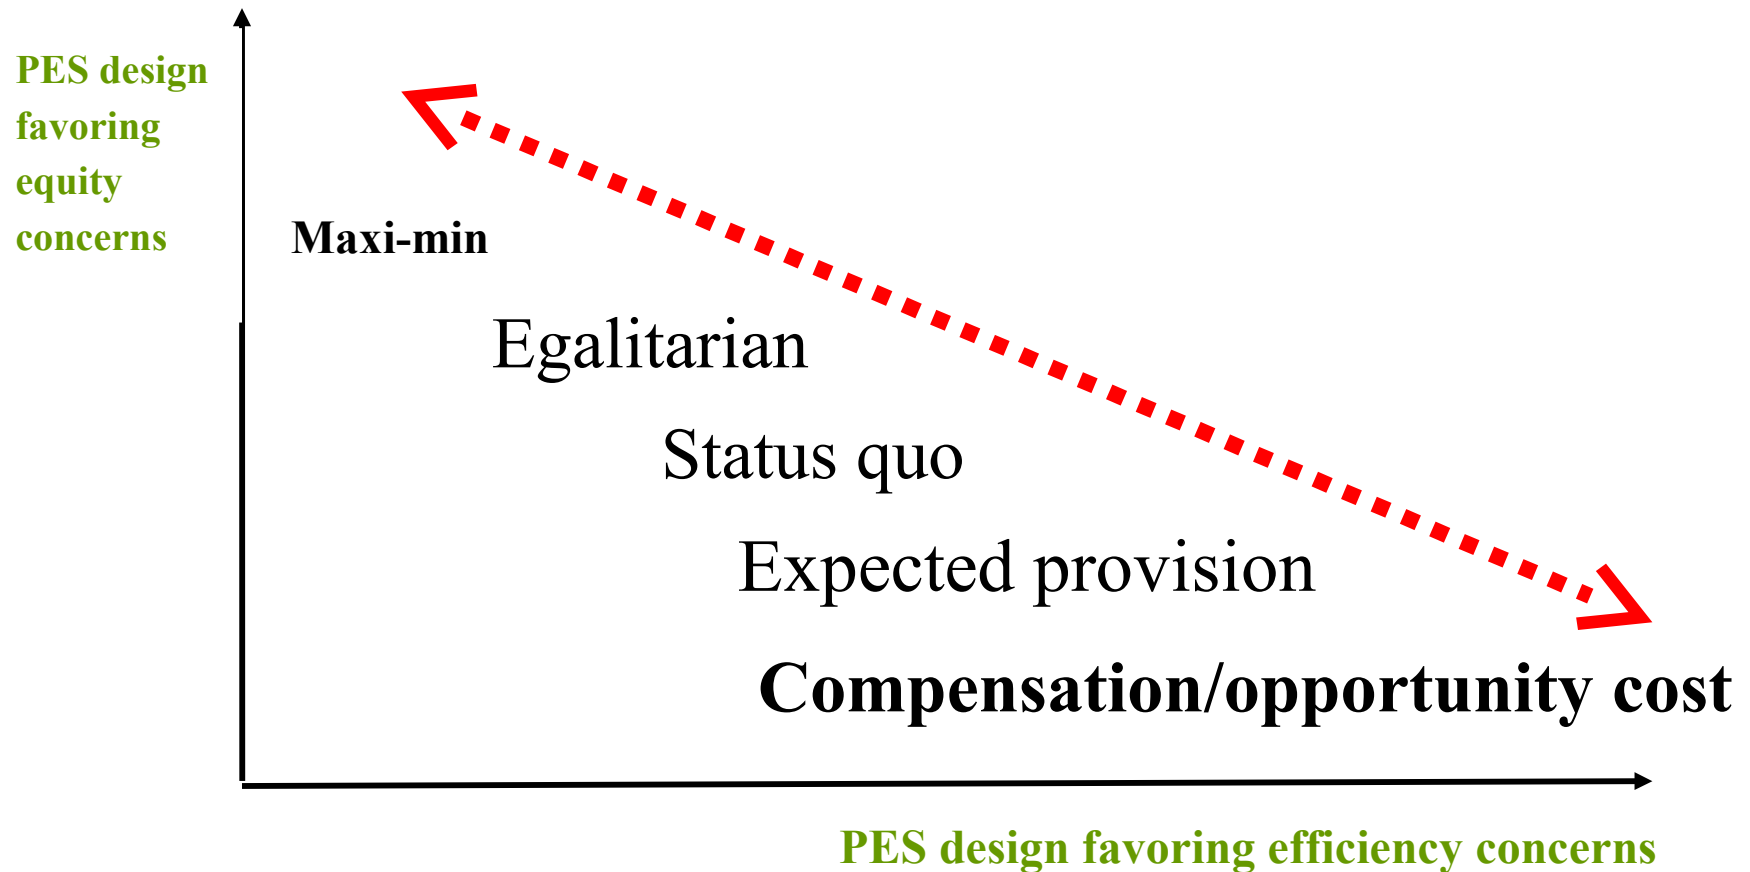 PES design
favoring
equity
concerns
Maxi-min
Egalitarian
Status quo
Expected provision
Compensation/opportunity cost
PES design favoring efficiency concerns